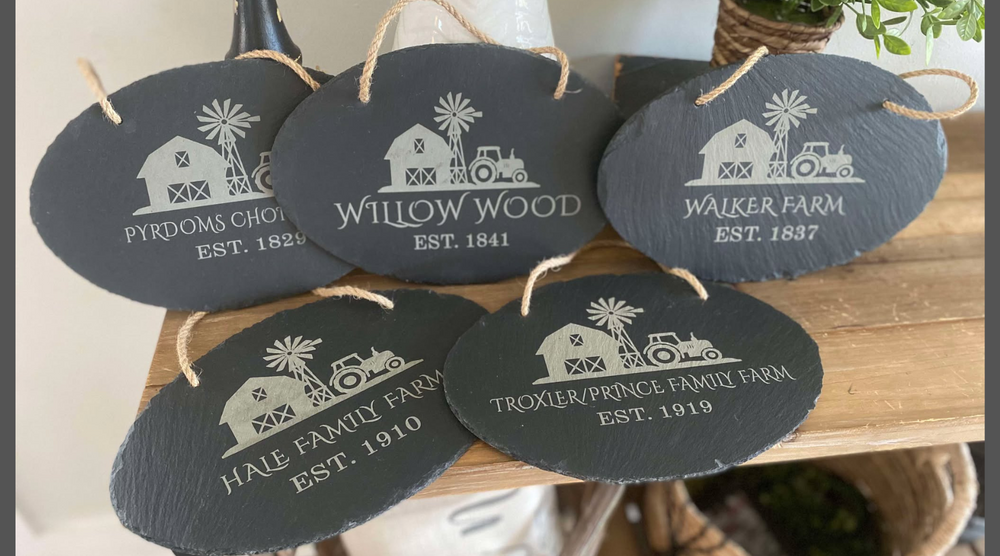 PYRDOMS
EST. 1829
WILLOW WOOD
EST. 1841
WALKER FARM
EST. 1837
HALE FAMILY FARM
EST. 1910
TROXLER/PRINCE FAMILY FARM
EST. 1919